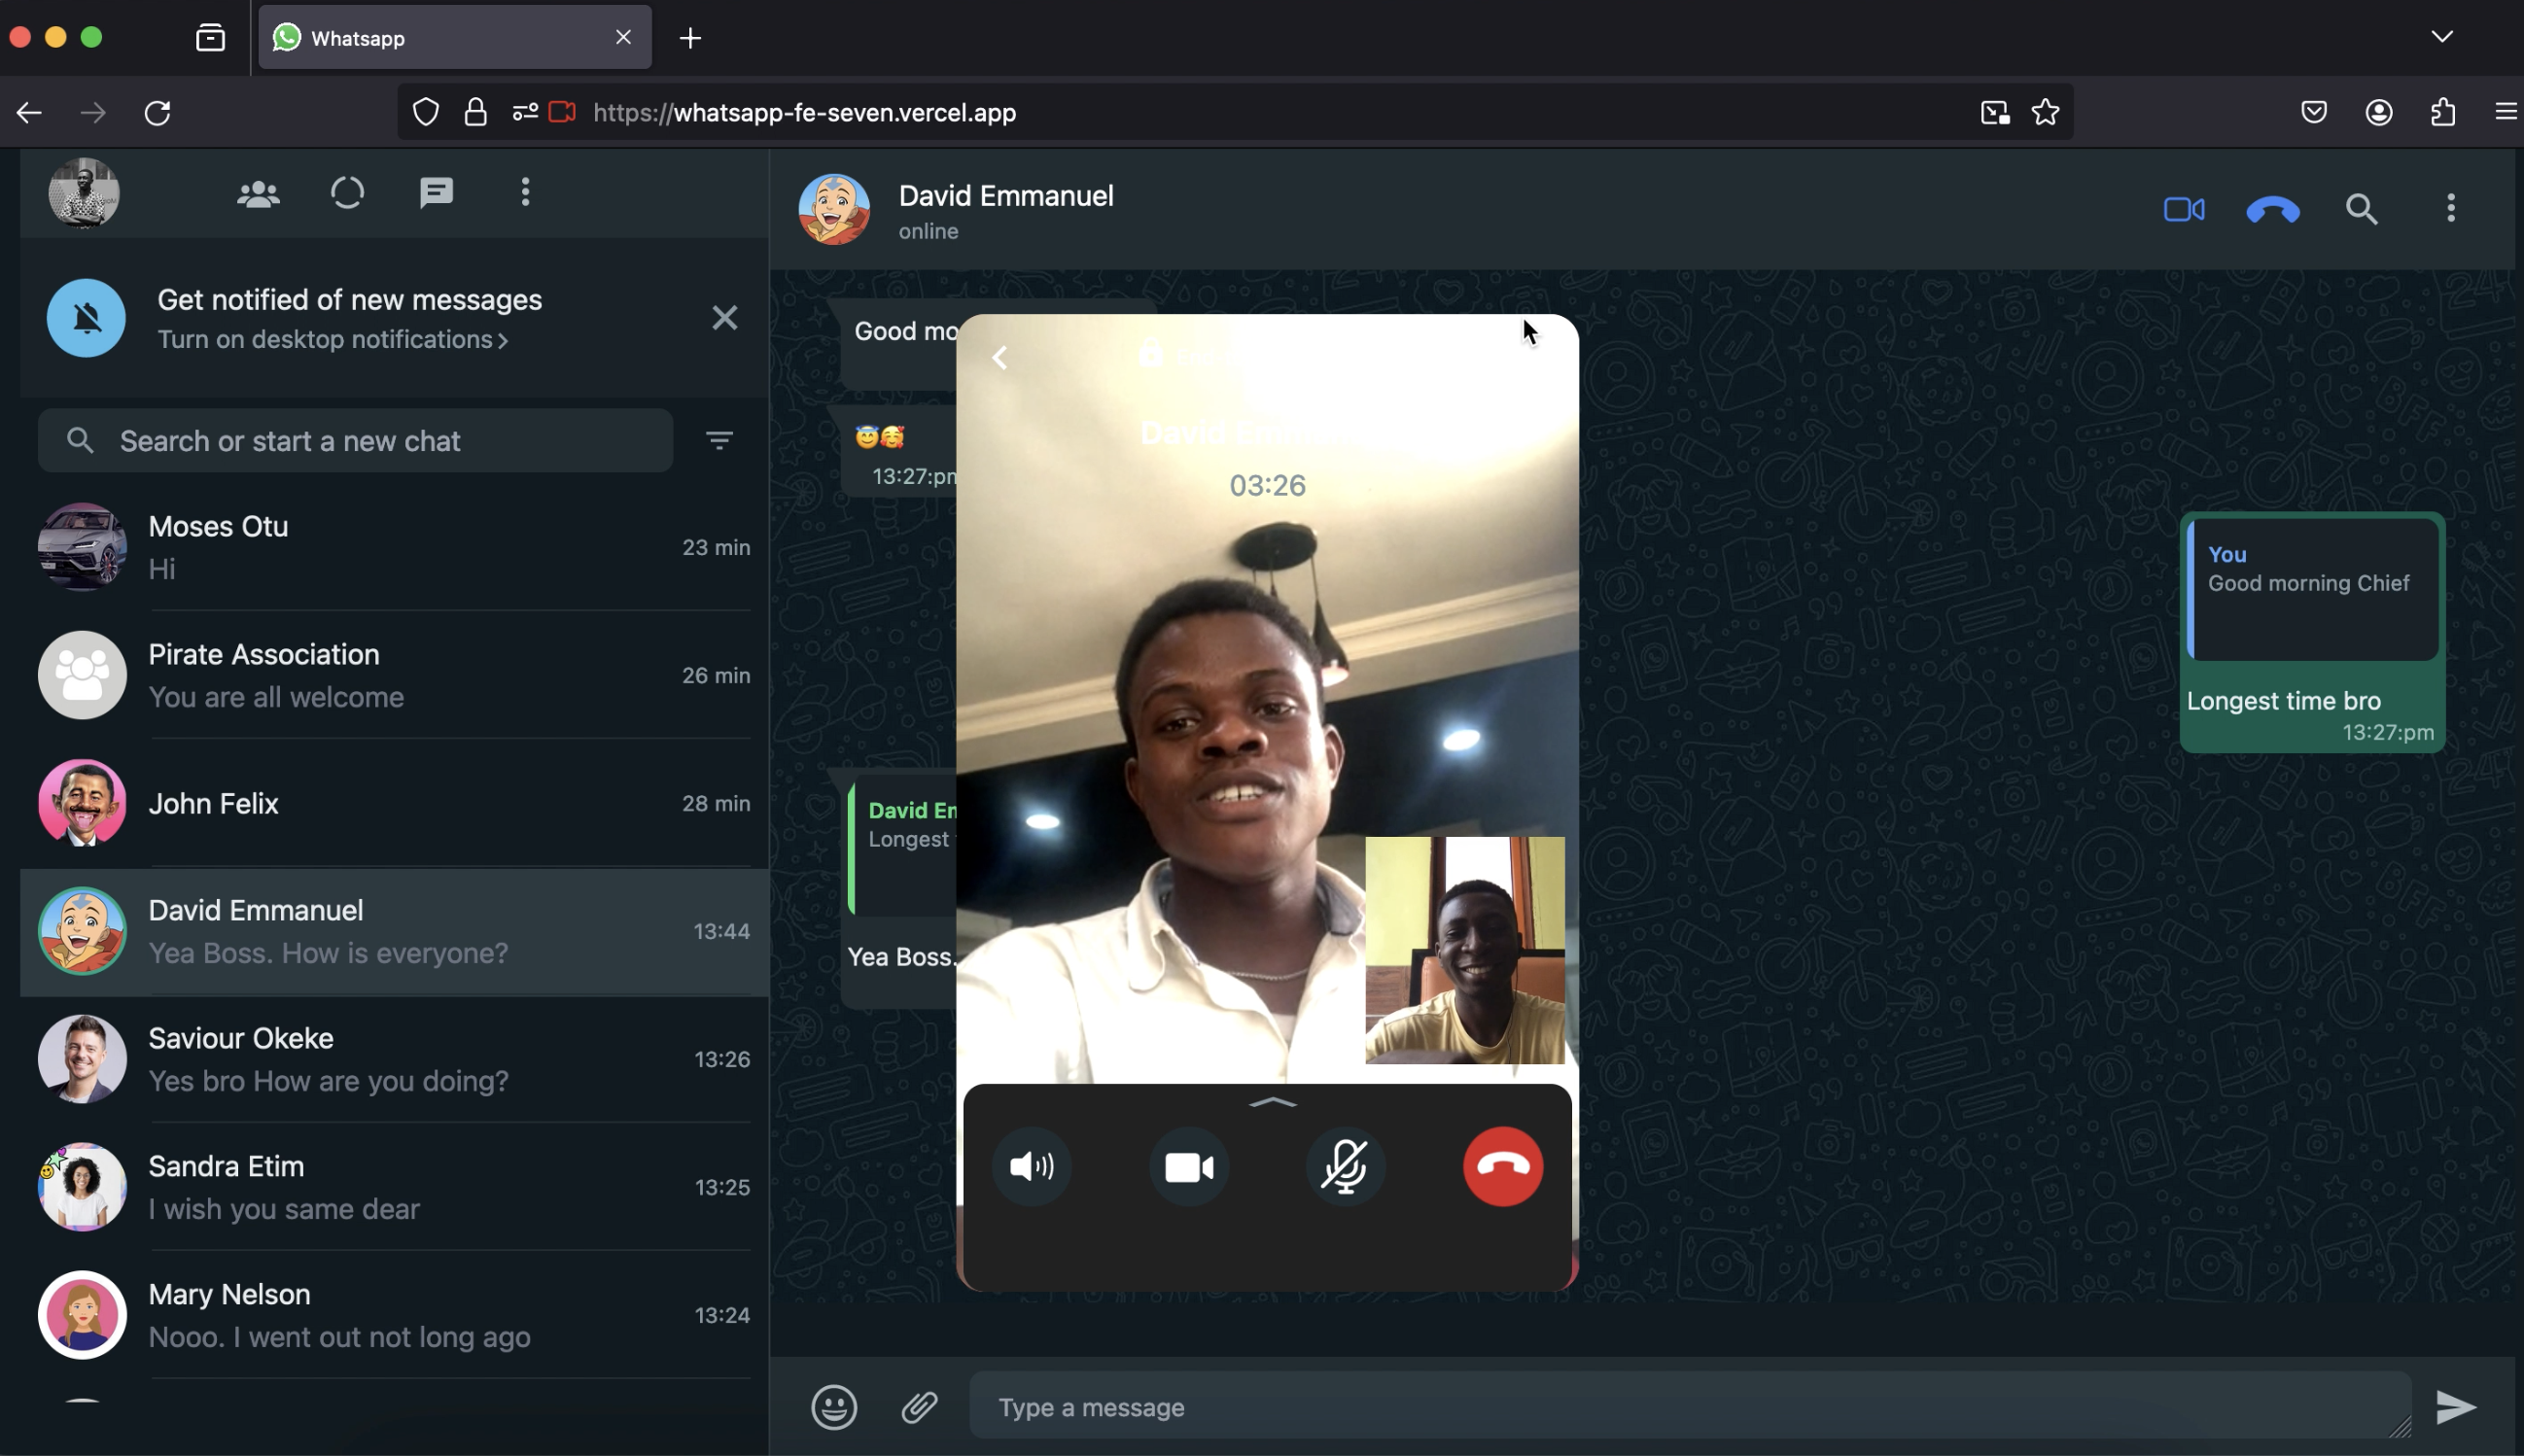 Whatsapp
https://whatsapp-fe-seven.vercel.app
Get notified of new messages
Turn on desktop notifications
Search or start a new chat
Moses Otu
Hi
23 min
Pirate Association
You are all welcome
26 min
John Felix
28 min
David Emmanuel
Yea Boss. How is everyone?
13:44
Saviour Okeke
Yes bro How are you doing?
13:26
Sandra Etim
I wish you same dear
13:25
Mary Nelson
Nooo. I went out not long ago
13:24
David Emmanuel
online
Good mo
😇🥰
13:27:pm
David
03:26
You
Good morning Chief
Longest time bro
13:27:pm
David Em
Longest
Yea Boss.
Type a message